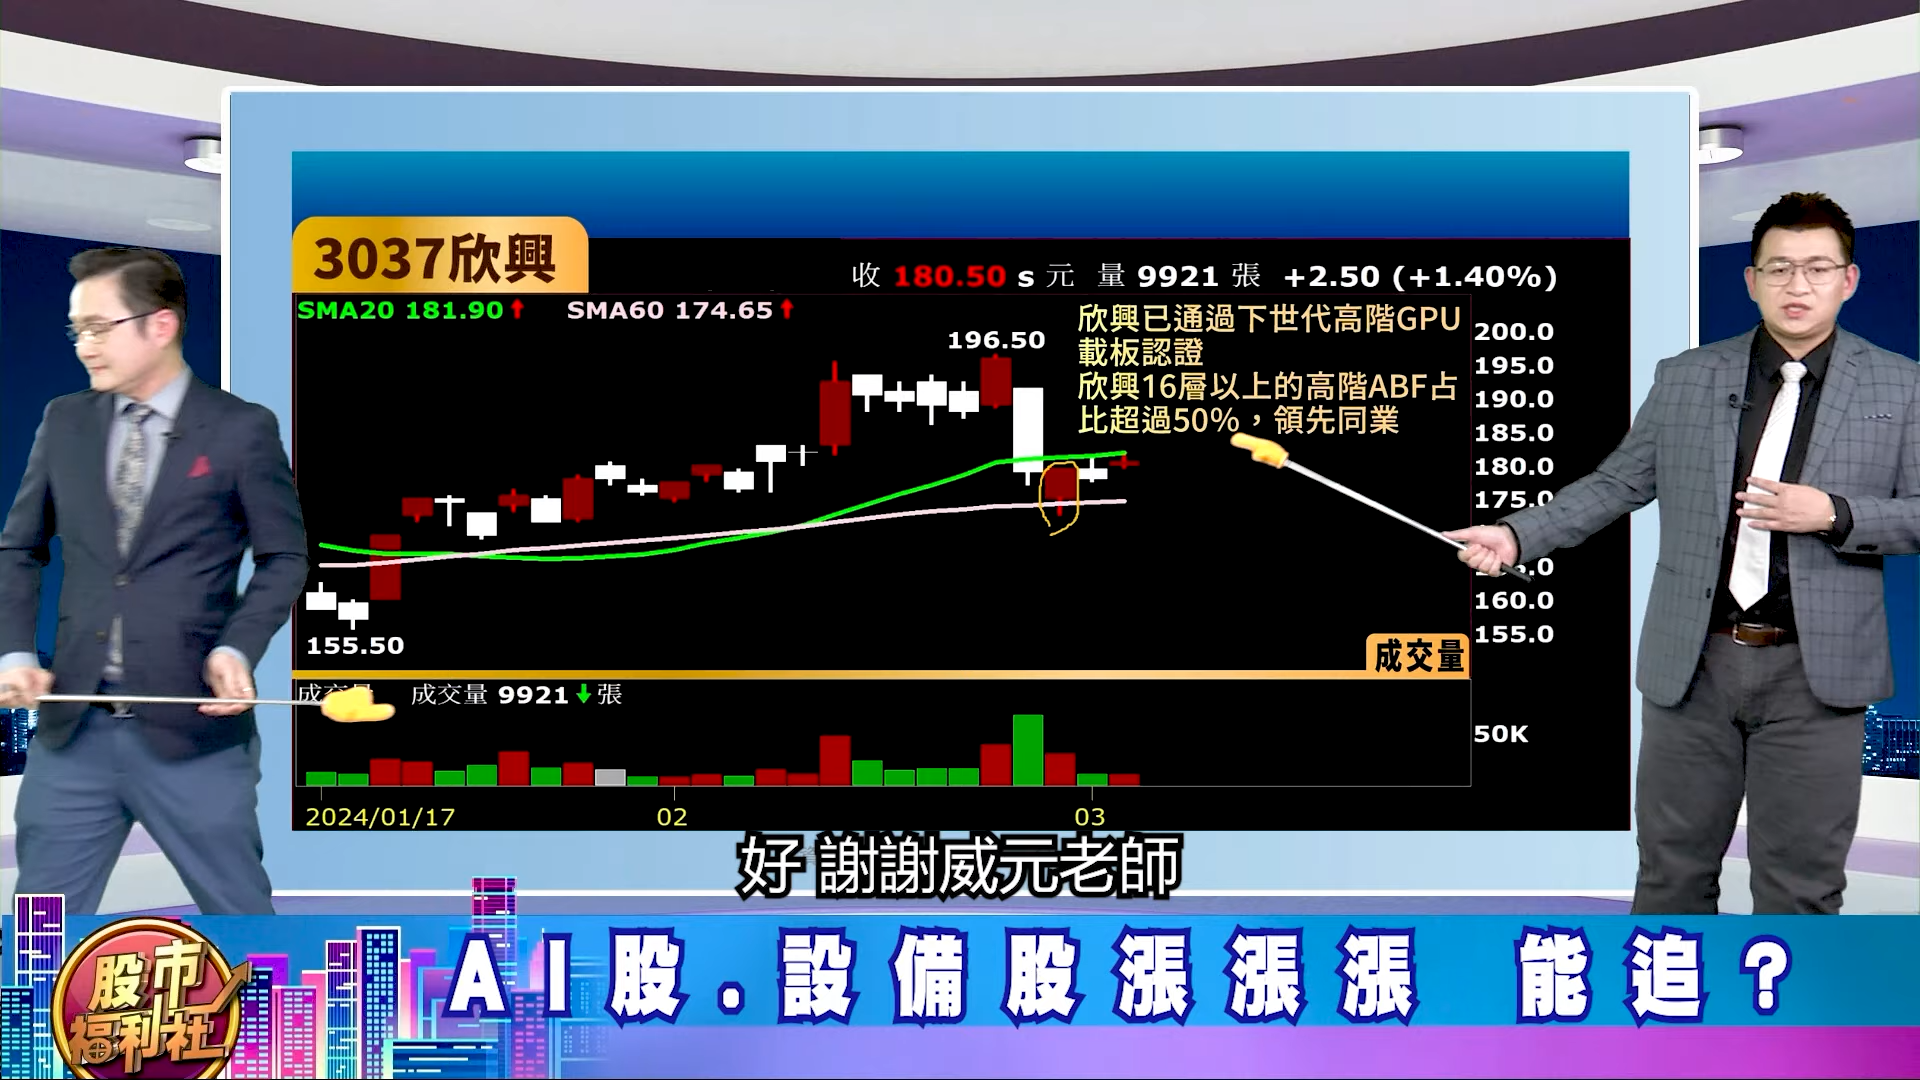 3037欣興
收 180.50 s 元 量 9921 張 +2.50 (+1.40%)
SMA20 181.90↑ SMA60 174.65↑
欣興已通過下世代高階GPU
載板認證
欣興16層以上的高階ABF占
比超過50%，領先同業
196.50
155.50
200.0
195.0
190.0
185.0
180.0
175.0
160.0
155.0
成交量
成交量 9921↓張
50K
2024/01/17 02 03
好 謝謝威元老師
股市
福利社
AI股.設備股漲漲漲 能追?